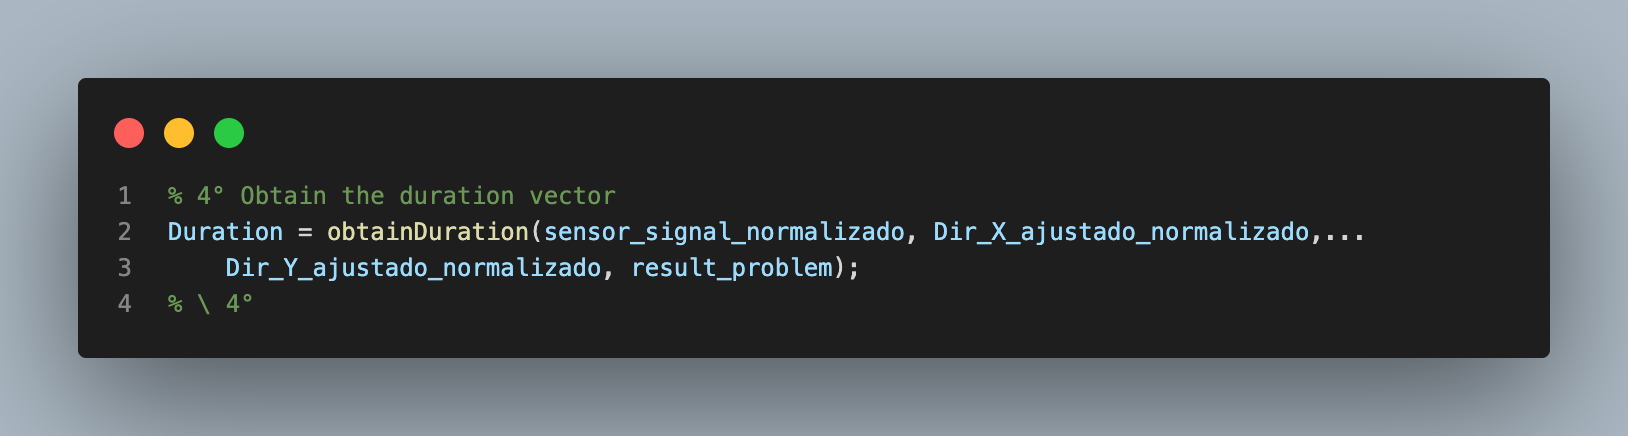 1 % 4° Obtain the duration vector
2 Duration = obtainDuration(sensor_signal_normalizado, Dir_X_ajustado_normalizado,...
3     Dir_Y_ajustado_normalizado, result_problem);
4 % \ 4°